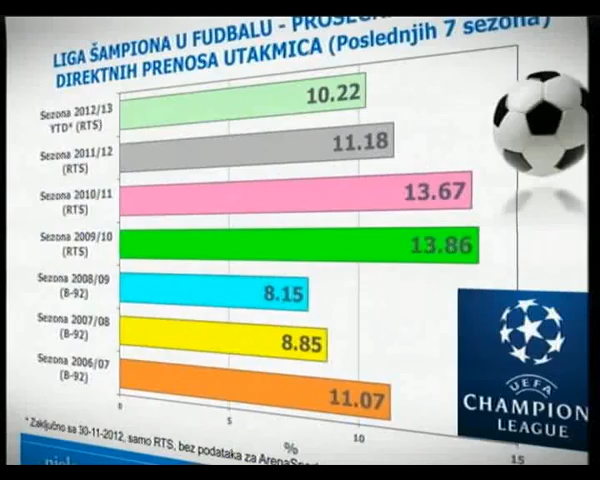 LIGA ŠAMPIONA U FUDBALU -
DIREKTNIH PRENOSA UTAKMICA (Poslednjih 7 sezona)
Sezona 2012/13
YTD* (RTS)
10.22
Sezona 2011/12
(RTS)
11.18
Sezona 2010/11
(RTS)
13.67
Sezona 2009/10
(RTS)
13.86
Sezona 2008/09
(B-92)
8.15
Sezona 2007/08
(B-92)
8.85
Sezona 2006/07
(B-92)
11.07
0 5 10 15
%
* Zaključno sa 30-11-2012, samo RTS, bez podataka za
UEFA
CHAMPION
LEAGUE